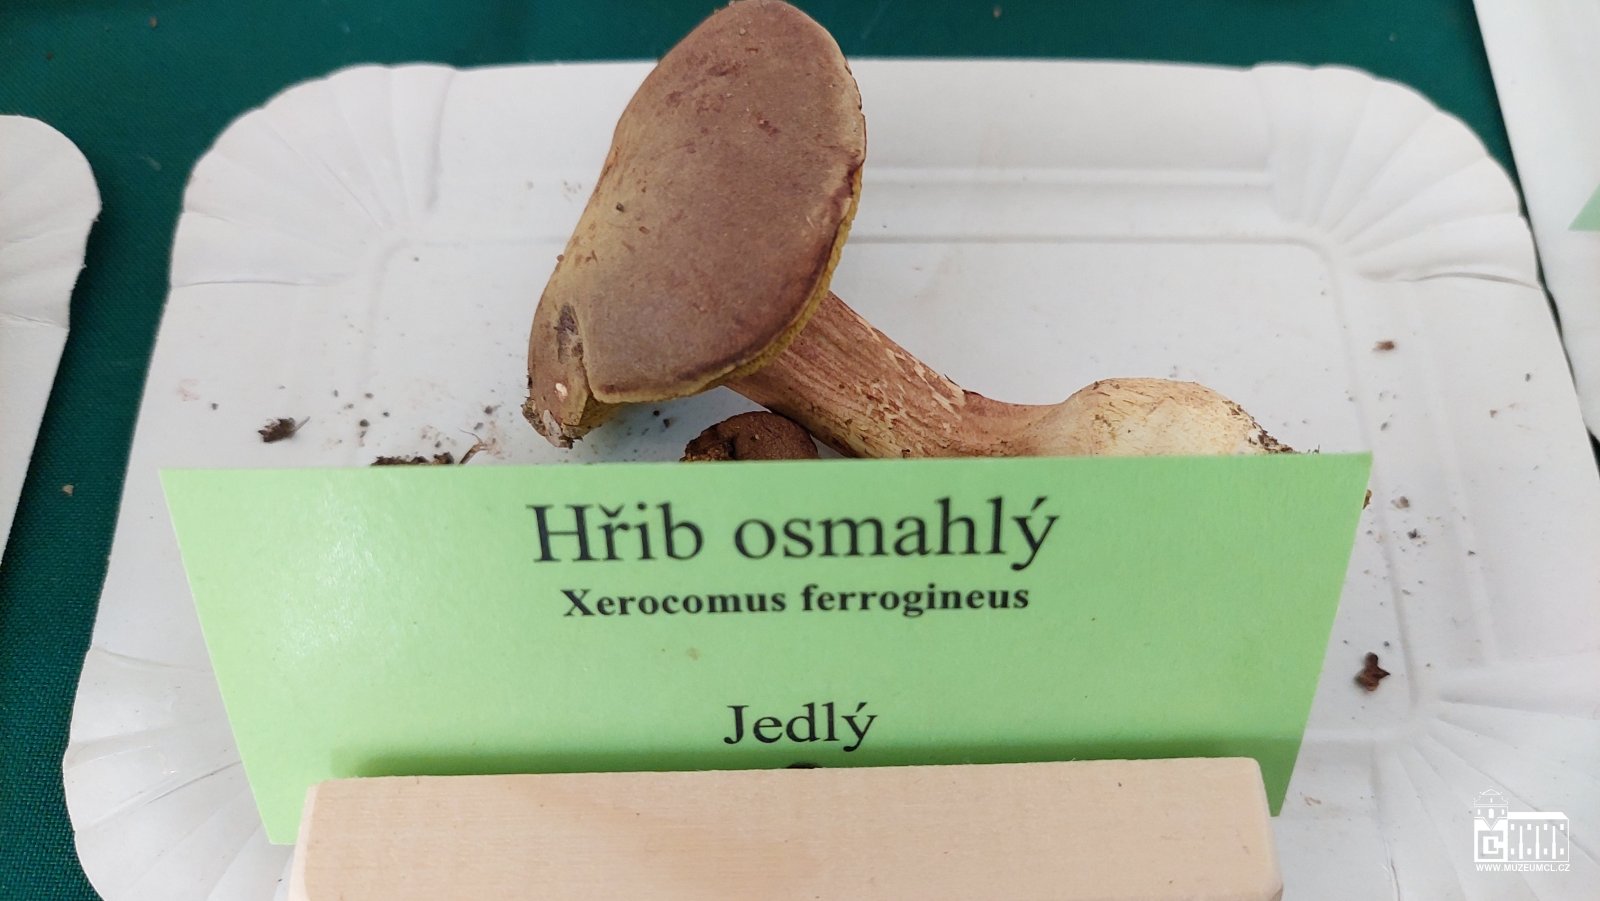 Hřib osmahlý
Xerocomus ferrogineus
Jedlý
WWW.MUZEUMCL.CZ